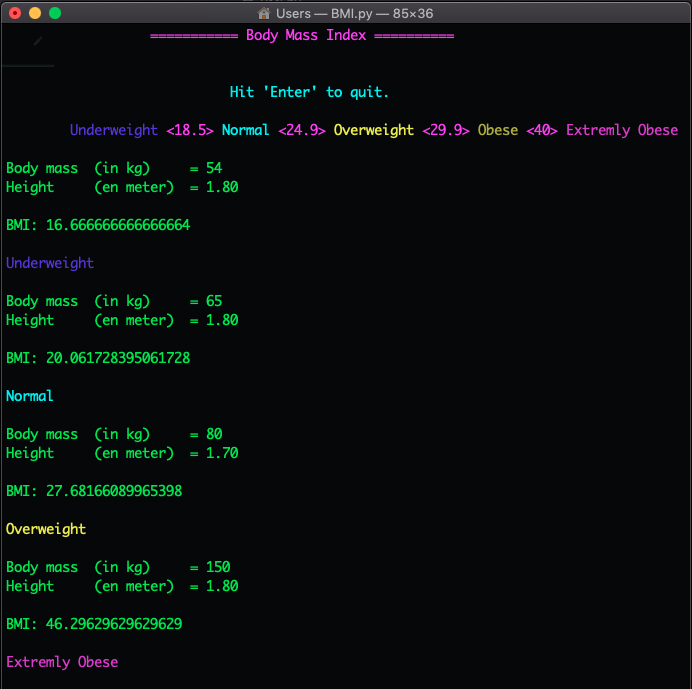 Users — BMI.py — 85×36
=========== Body Mass Index ==========
Hit 'Enter' to quit.
Underweight <18.5> Normal <24.9> Overweight <29.9> Obese <40> Extremly Obese
Body mass  (in kg)     = 54
Height     (en meter)  = 1.80
BMI: 16.666666666666664
Underweight
Body mass  (in kg)     = 65
Height     (en meter)  = 1.80
BMI: 20.061728395061728
Normal
Body mass  (in kg)     = 80
Height     (en meter)  = 1.70
BMI: 27.68166089965398
Overweight
Body mass  (in kg)     = 150
Height     (en meter)  = 1.80
BMI: 46.29629629629629
Extremly Obese